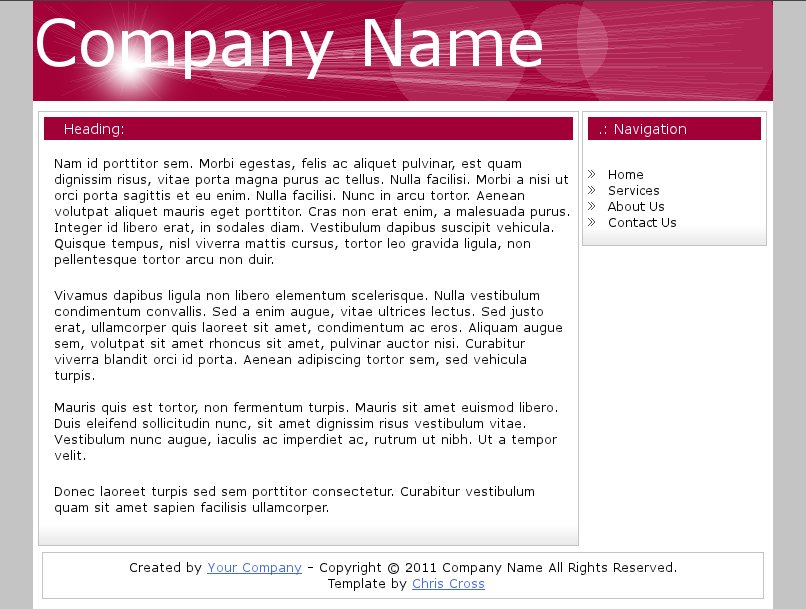 Company Name
Heading:
Nam id porttitor sem. Morbi egestas, felis ac aliquet pulvinar, est quam
dignissim risus, vitae porta magna purus ac tellus. Nulla facilisi. Morbi a nisi ut
orci porta sagittis et eu enim. Nulla facilisi. Nunc in arcu tortor. Aenean
volutpat aliquet mauris eget porttitor. Cras non erat enim, a malesuada purus.
Integer id libero erat, in sodales diam. Vestibulum dapibus suscipit vehicula.
Quisque tempus, nisl viverra mattis cursus, tortor leo gravida ligula, non
pellentesque tortor arcu non duir.
Vivamus dapibus ligula non libero elementum scelerisque. Nulla vestibulum
condimentum convallis. Sed a enim augue, vitae ultrices lectus. Sed justo
erat, ullamcorper quis laoreet sit amet, condimentum ac eros. Aliquam augue
sem, volutpat sit amet rhoncus sit amet, pulvinar auctor nisi. Curabitur
viverra blandit orci id porta. Aenean adipiscing tortor sem, sed vehicula
turpis.
Mauris quis est tortor, non fermentum turpis. Mauris sit amet euismod libero.
Duis eleifend sollicitudin nunc, sit amet dignissim risus vestibulum vitae.
Vestibulum nunc augue, iaculis ac imperdiet ac, rutrum ut nibh. Ut a tempor
velit.
Donec laoreet turpis sed sem porttitor consectetur. Curabitur vestibulum
quam sit amet sapien facilisis ullamcorper.
.: Navigation
Home
Services
About Us
Contact Us
Created by Your Company - Copyright © 2011 Company Name All Rights Reserved.
Template by Chris Cross